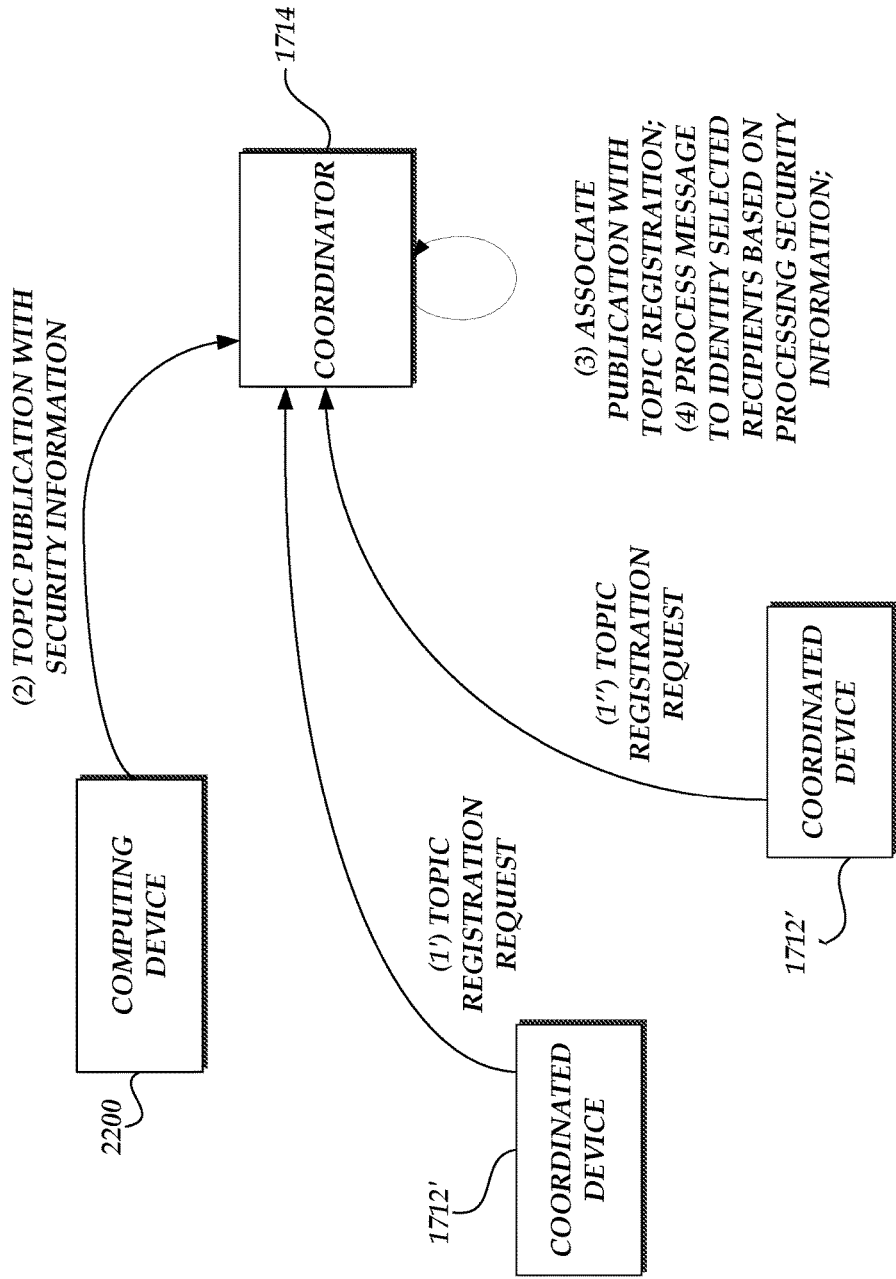 (2) TOPIC PUBLICATION WITH
SECURITY INFORMATION
COMPUTING
DEVICE
2200
COORDINATOR
1714
(1') TOPIC
REGISTRATION
REQUEST
(1'') TOPIC
REGISTRATION
REQUEST
(3) ASSOCIATE
PUBLICATION WITH
TOPIC REGISTRATION;
(4) PROCESS MESSAGE
TO IDENTIFY SELECTED
RECIPIENTS BASED ON
PROCESSING SECURITY
INFORMATION;
1712'
COORDINATED
DEVICE
1712'
'
COORDINATED
DEVICE